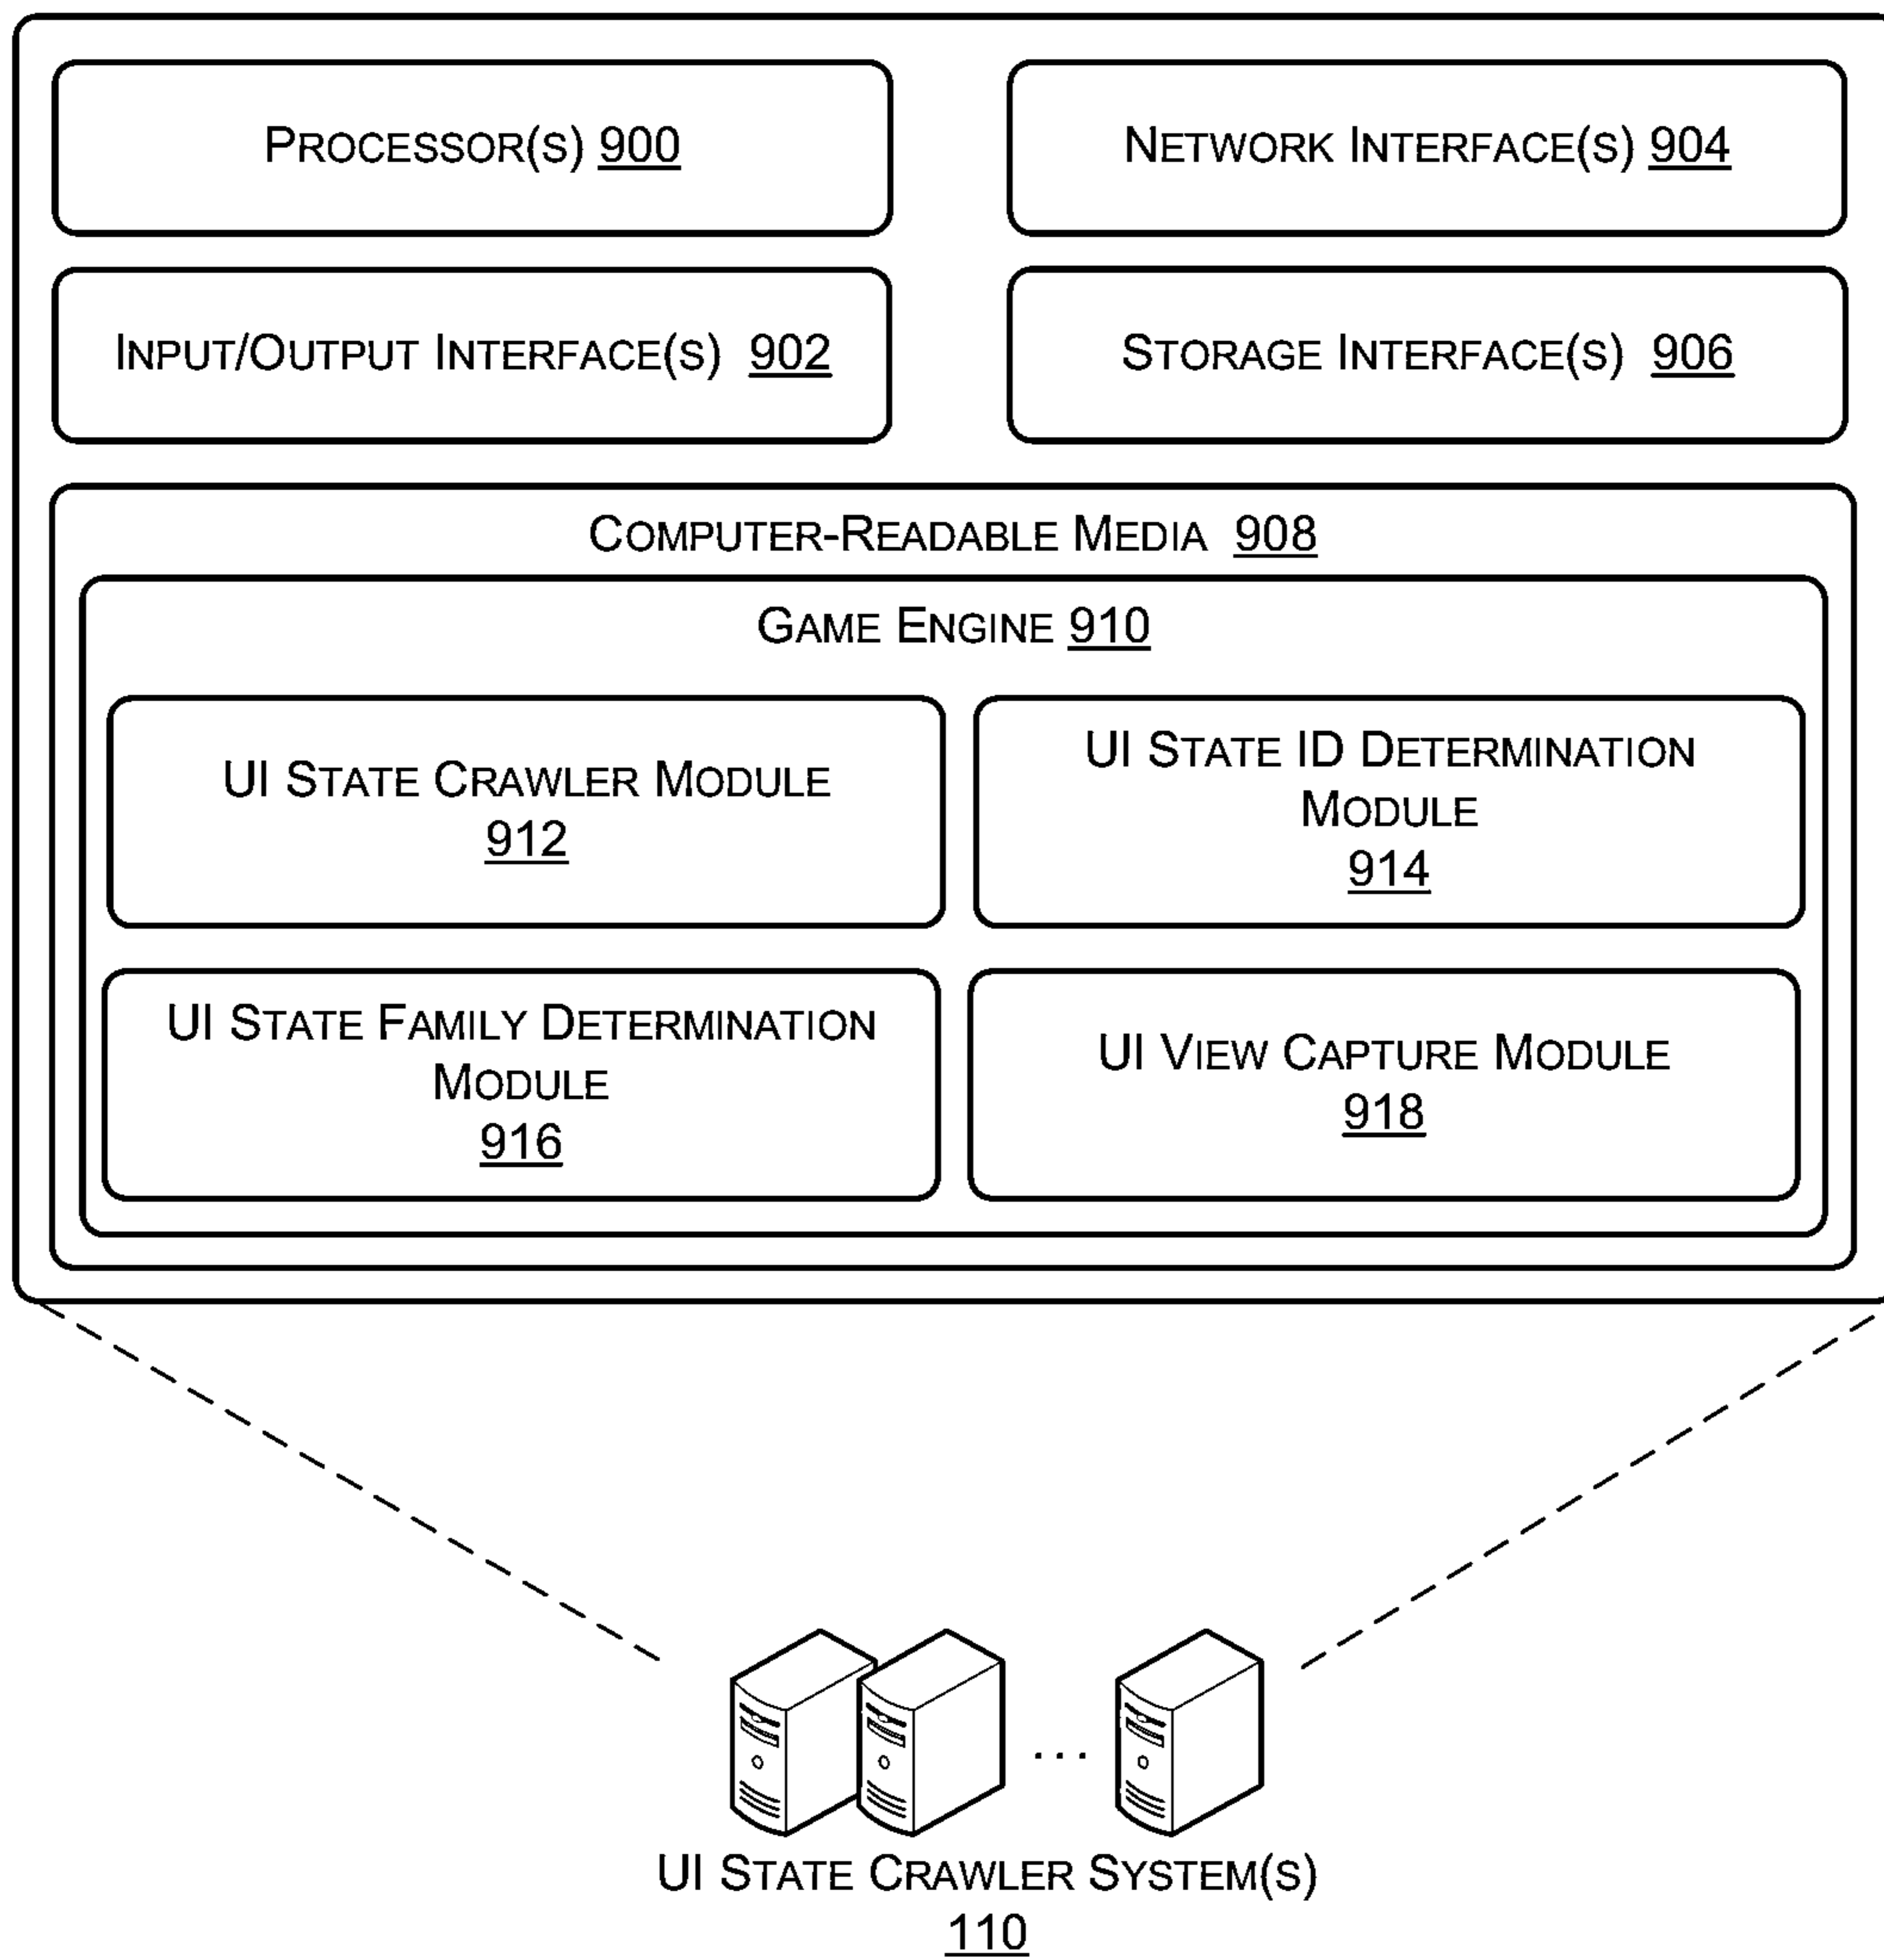 PROCESSOR(S) 900
NETWORK INTERFACE(S) 904
INPUT/OUTPUT INTERFACE(S) 902
STORAGE INTERFACE(S) 906
COMPUTER-READABLE MEDIA 908
GAME ENGINE 910
UI STATE CRAWLER MODULE
912
UI STATE ID DETERMINATION
MODULE
914
UI STATE FAMILY DETERMINATION
MODULE
916
UI VIEW CAPTURE MODULE
918
...
UI STATE CRAWLER SYSTEM(S)
110